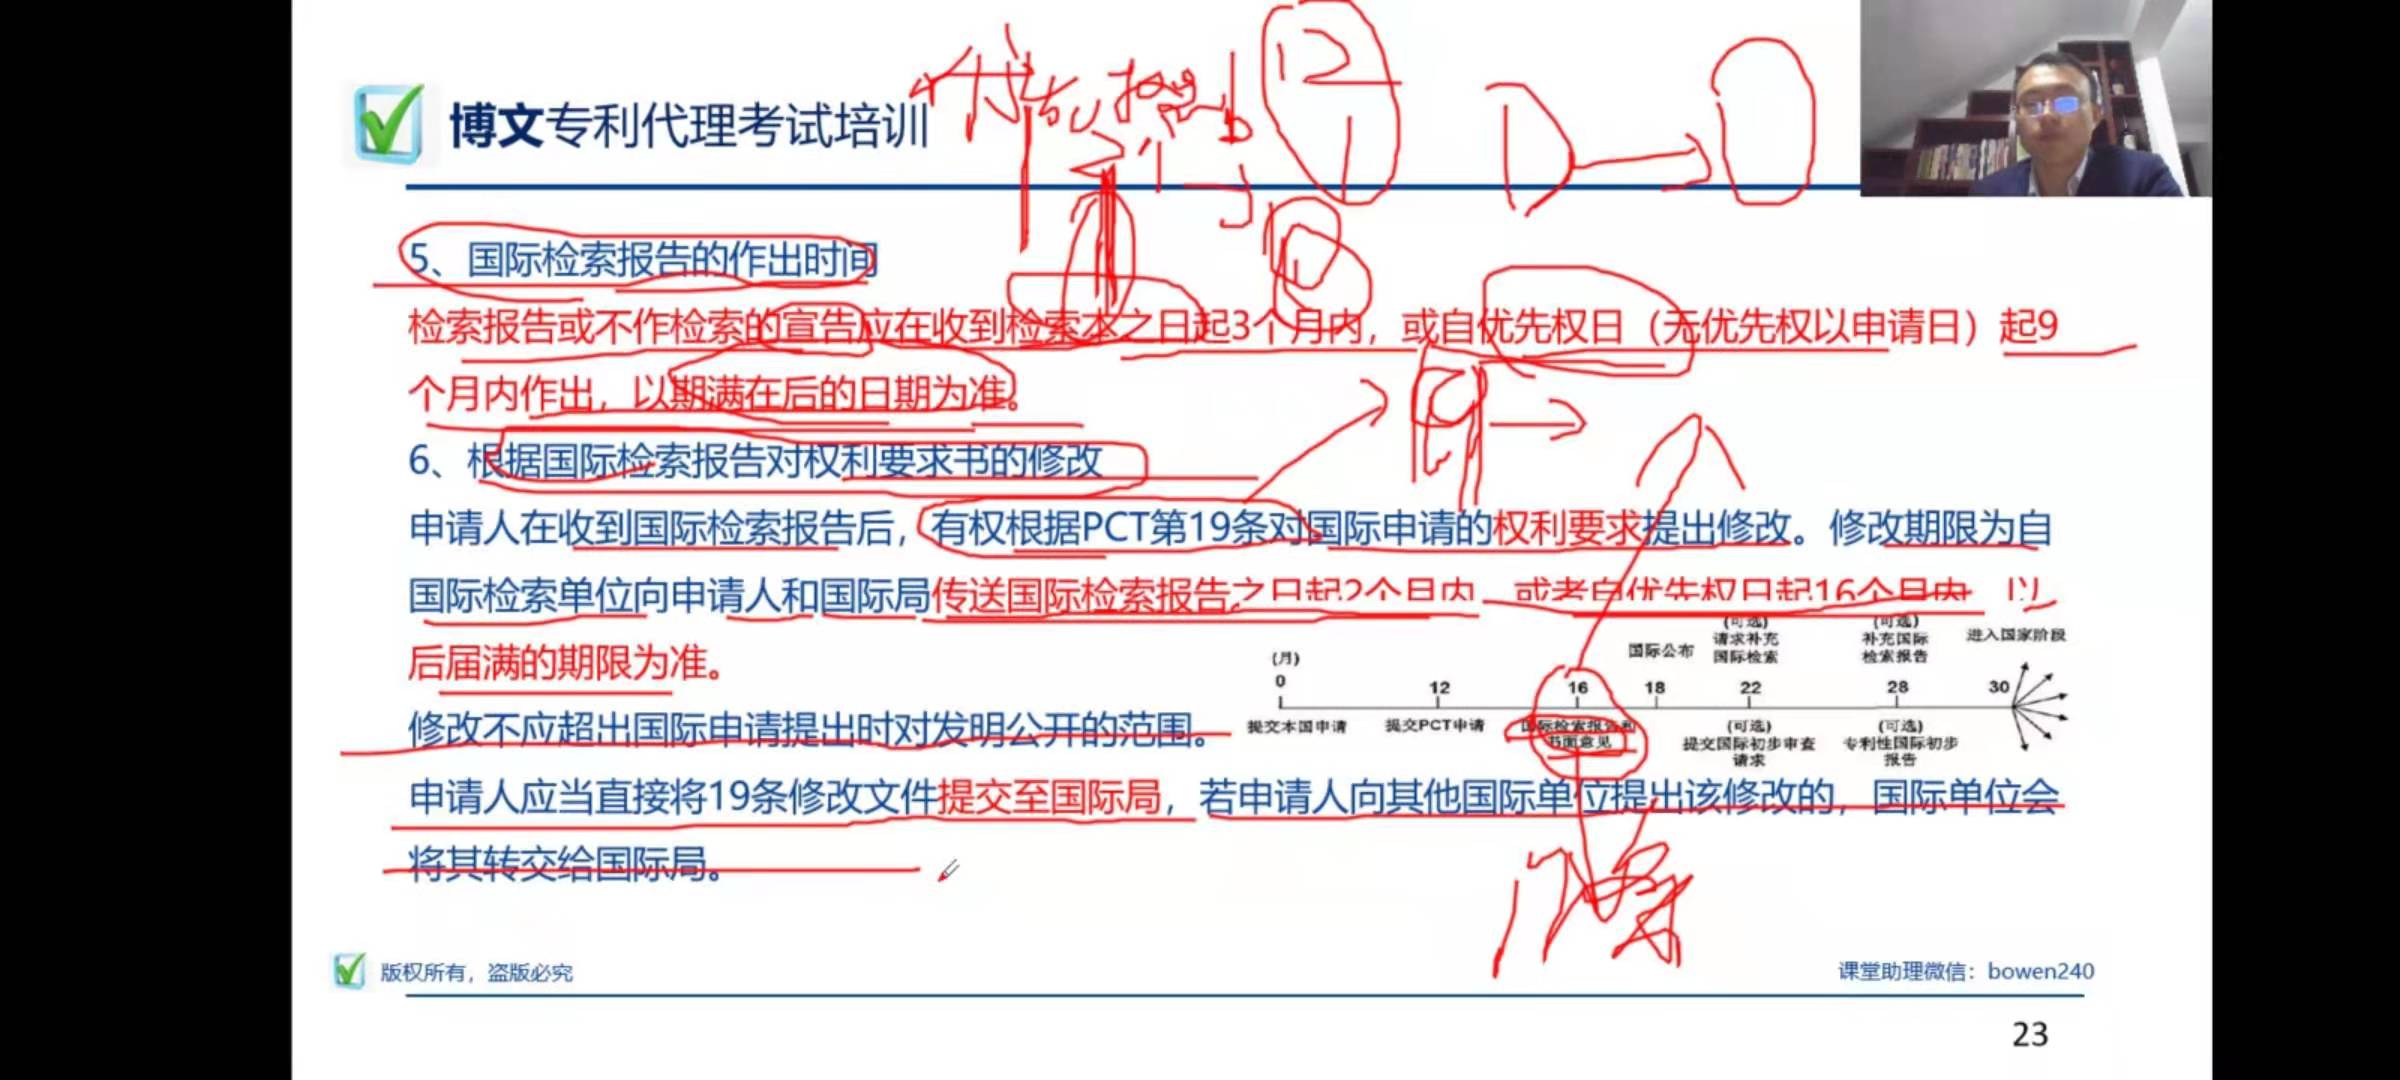 博文专利代理考试培训
12
5、国际检索报告的作出时间
检索报告或不作检索的宣告应在收到检索本之日起3个月内，或自优先权日（无优先权以申请日）起9
个月内作出，以期满在后的日期为准。
6、根据国际检索报告对权利要求书的修改
申请人在收到国际检索报告后，有权根据PCT第19条对国际申请的权利要求提出修改。修改期限为自
国际检索单位向申请人和国际局传送国际检索报告之日起2个月内，或者自优先权日起16个月内，以
后届满的期限为准。
修改不应超出国际申请提出时对发明公开的范围。
申请人应当直接将19条修改文件提交至国际局，若申请人向其他国际单位提出该修改的，国际单位会
将其转交给国际局。
(月)
国际公布
(可选)
请求补充
国际检索
(可选)
补充国际
检索报告
进入国家阶段
0 12 16 18 22 28 30
提交本国申请
提交PCT申请
国际检索报告和
书面意见
(可选)
提交国际初步审查
请求
(可选)
专利性国际初步
报告
版权所有，盗版必究
课堂助理微信：bowen240
23